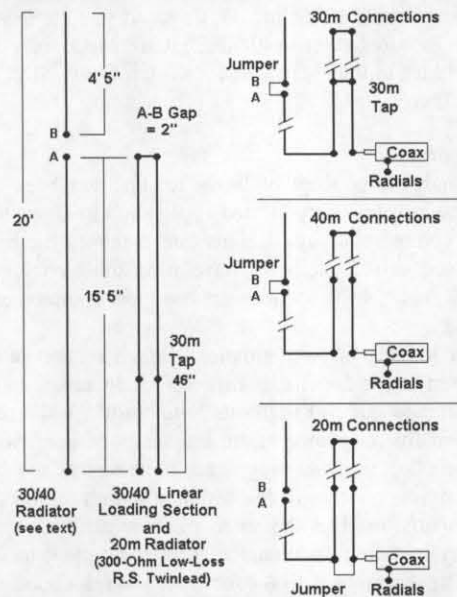 4' 5"
B
A
A-B Gap
= 2"
20'
15' 5"
30m
Tap
46"
30/40
Radiator
(see text)
30/40 Linear
Loading Section
and
20m Radiator
(300-Ohm Low-Loss
R.S. Twinlead)
30m Connections
Jumper
B
A
30m
Tap
Coax
Radials
40m Connections
Jumper
B
A
Coax
Radials
20m Connections
B
A
Coax
Jumper
Radials